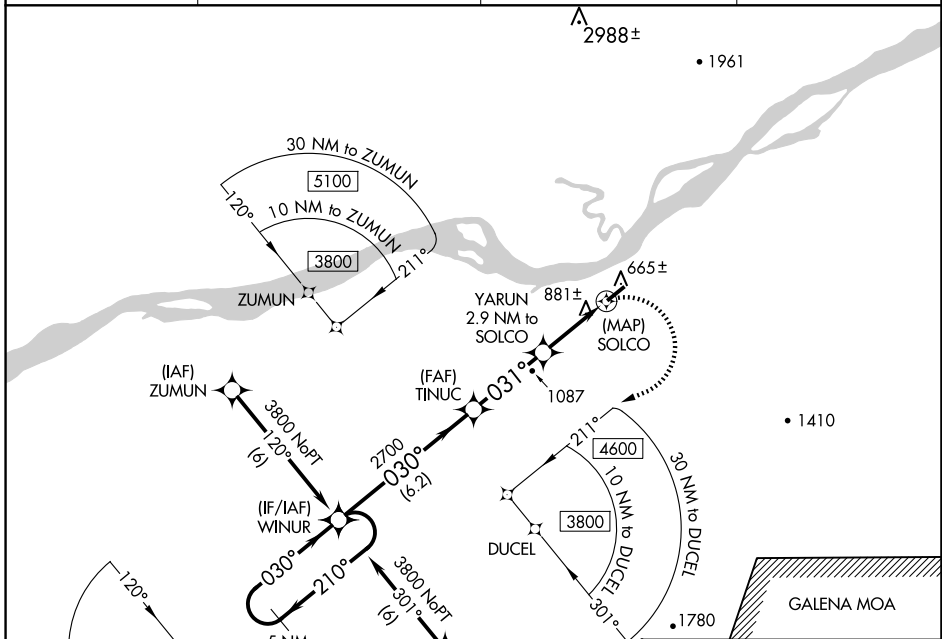 2988±
1961
30 NM to ZUMUN
5100
120°
10 NM to ZUMUN
3800
211°
ZUMUN
665±
881±
YARUN
2.9 NM to
SOLCO
(MAP)
SOLCO
(IAF)
ZUMUN
(FAF)
TINUC
031°
1087
3800 NoPT
120°
(6)
2700
030°
(6.2)
1410
211°
4600
30 NM to DUCEL
10 NM to DUCEL
3800
DUCEL
301°
(IF/IAF)
WINUR
030°
210°
3800 NoPT
301°
(6)
120°
5 NM
1780
GALENA MOA